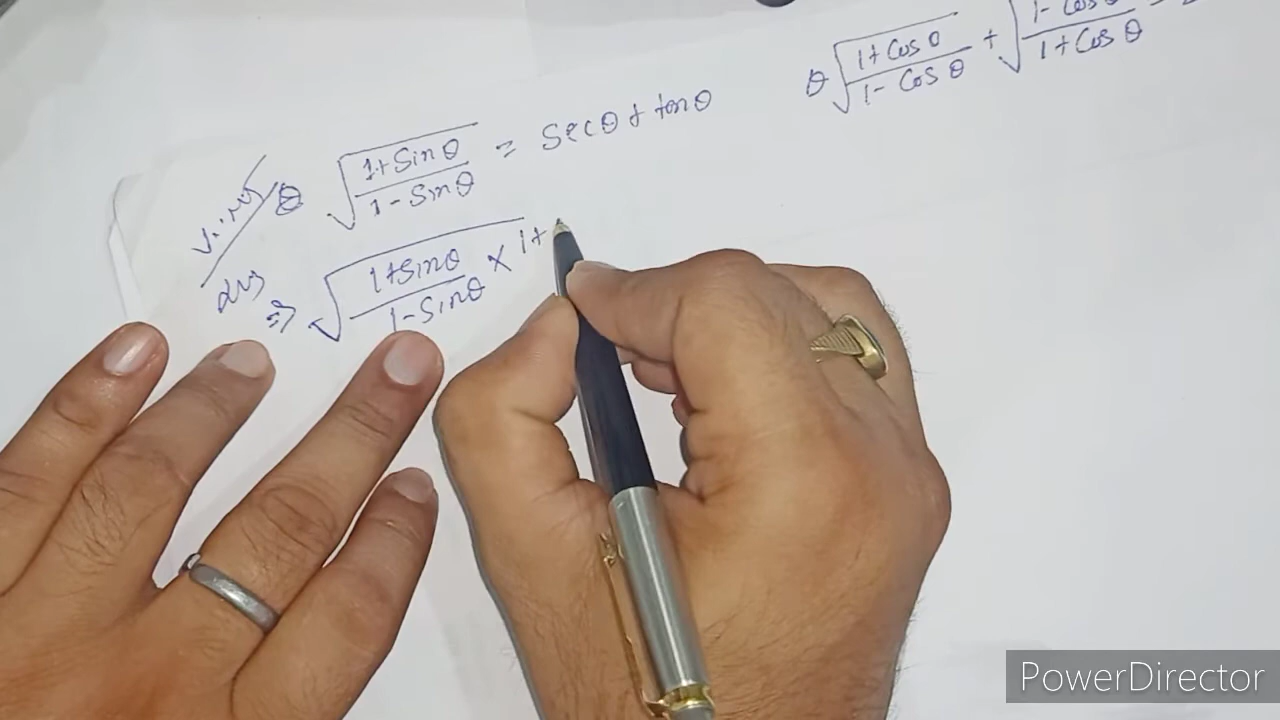 θ √(1+Cosθ / 1-Cosθ) + √(1-Cosθ / 1+Cosθ)
θ √(1+Sinθ / 1-Sinθ) = Secθ + tanθ
⇒ √(1+Sinθ / 1-Sinθ × 1+
PowerDirector